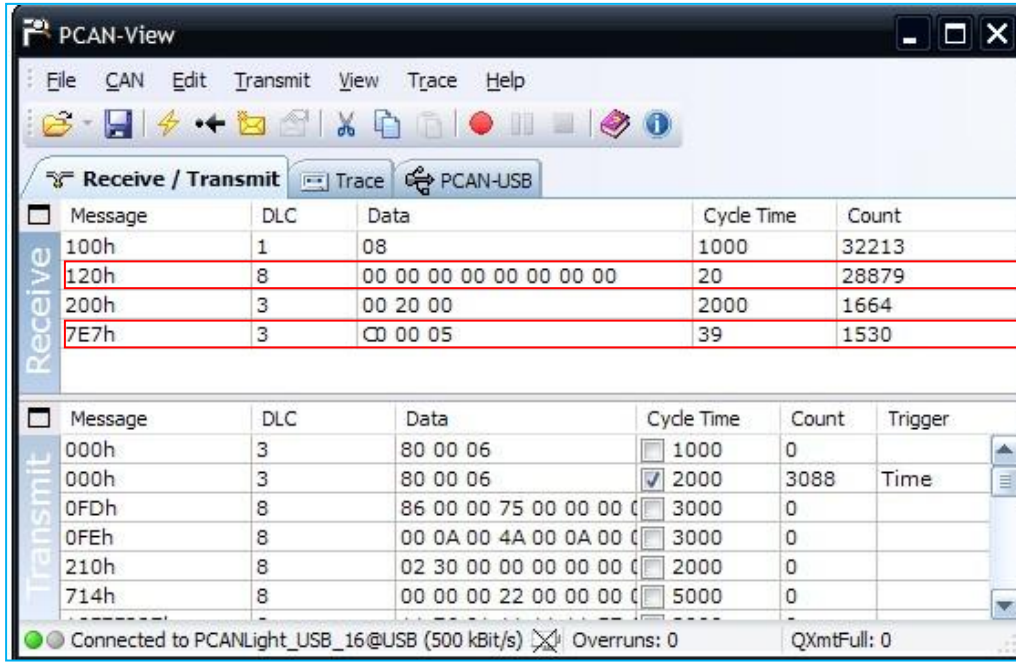 PCAN-View
File CAN Edit Transmit View Trace Help
Receive / Transmit Trace PCAN-USB
Message DLC Data Cycle Time Count
100h 1 08 1000 32213
120h 8 00 00 00 00 00 00 00 00 20 28879
200h 3 00 20 00 2000 1664
7E7h 3 C0 00 05 39 1530
Receive
Message DLC Data Cycle Time Count Trigger
000h 3 80 00 06 1000 0
000h 3 80 00 06 2000 3088 Time
0FDh 8 86 00 00 75 00 00 00 3000 0
0FEh 8 00 0A 00 4A 00 0A 00 3000 0
210h 8 02 30 00 00 00 00 00 2000 0
714h 8 00 00 00 22 00 00 00 5000 0
Transmit
Connected to PCANLight_USB_16@USB (500 kBit/s) Overruns: 0 QXmtFull: 0